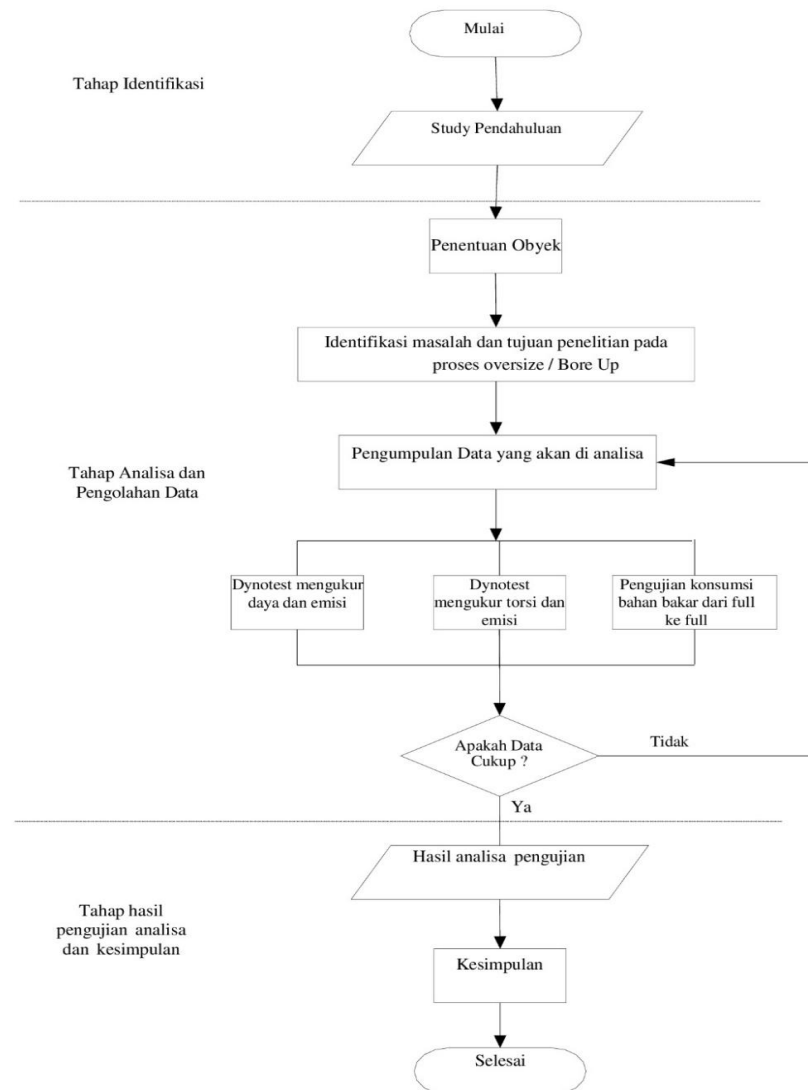 Mulai
Tahap Identifikasi
Study Pendahuluan
Penentuan Obyek
Identifikasi masalah dan tujuan penelitian pada
proses oversize / Bore Up
Pengumpulan Data yang akan di analisa
Tahap Analisa dan
Pengolahan Data
Dynotest mengukur
daya dan emisi
Dynotest
mengukur torsi dan
emisi
Pengujian konsumsi
bahan bakar dari full
ke full
Apakah Data
Cukup ?
Tidak
Ya
Hasil analisa pengujian
Tahap hasil
pengujian analisa
dan kesimpulan
Kesimpulan
Selesai